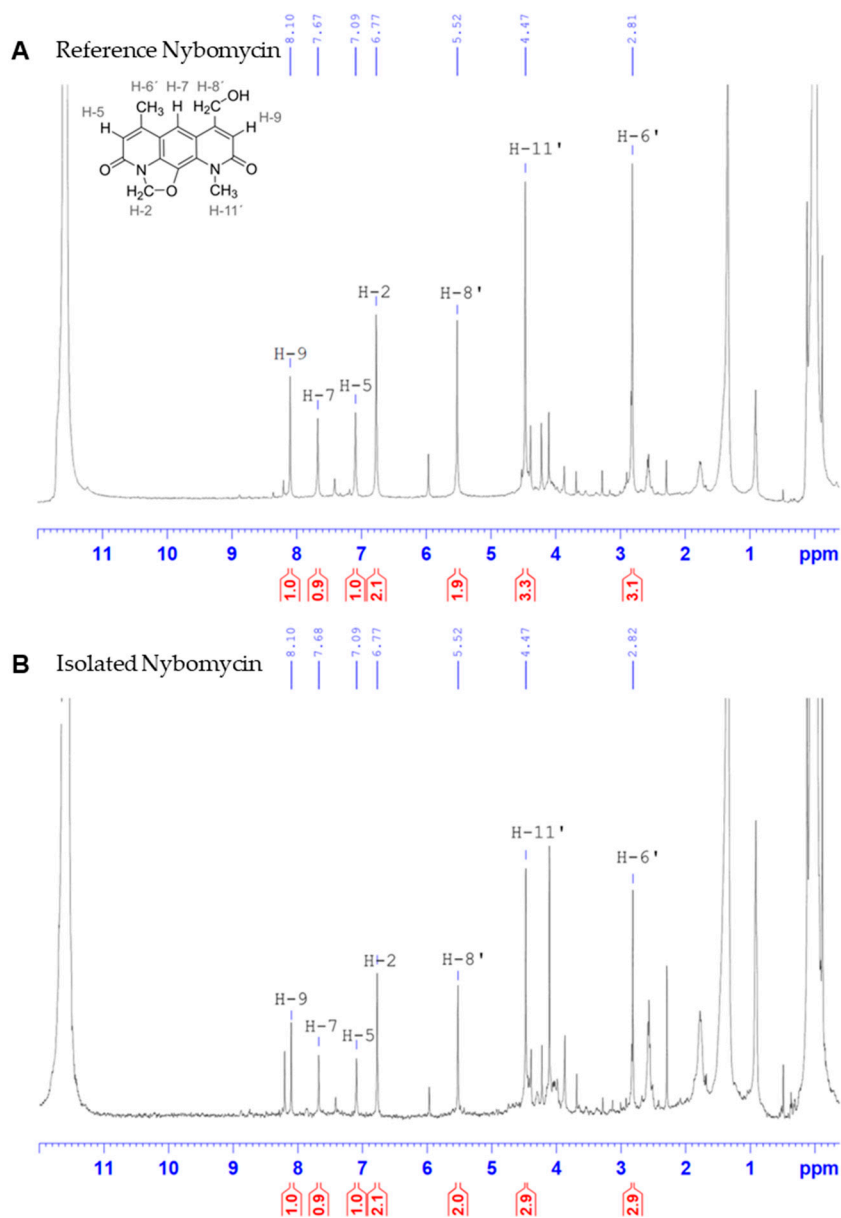 A Reference Nybomycin
8.10 7.67 7.09 6.77 5.52 4.47 2.81
H-6´ H-7 H-8´
CH₃ H H₂C OH
H-5 H-9
H H
O N N O
H₂C O CH₃
H-2 H-11´
H-11'
H-6'
H-2
H-8'
H-9
H-7
H-5
11 10 9 8 7 6 5 4 3 2 1 ppm
1.0 0.9 1.0 2.1 1.9 3.3 3.1
B Isolated Nybomycin
8.10 7.68 7.09 6.77 5.52 4.47 2.82
H-11'
H-6'
H-2
H-8'
H-9
H-7
H-5
11 10 9 8 7 6 5 4 3 2 1 ppm
1.0 0.9 1.0 2.1 2.0 2.9 2.9